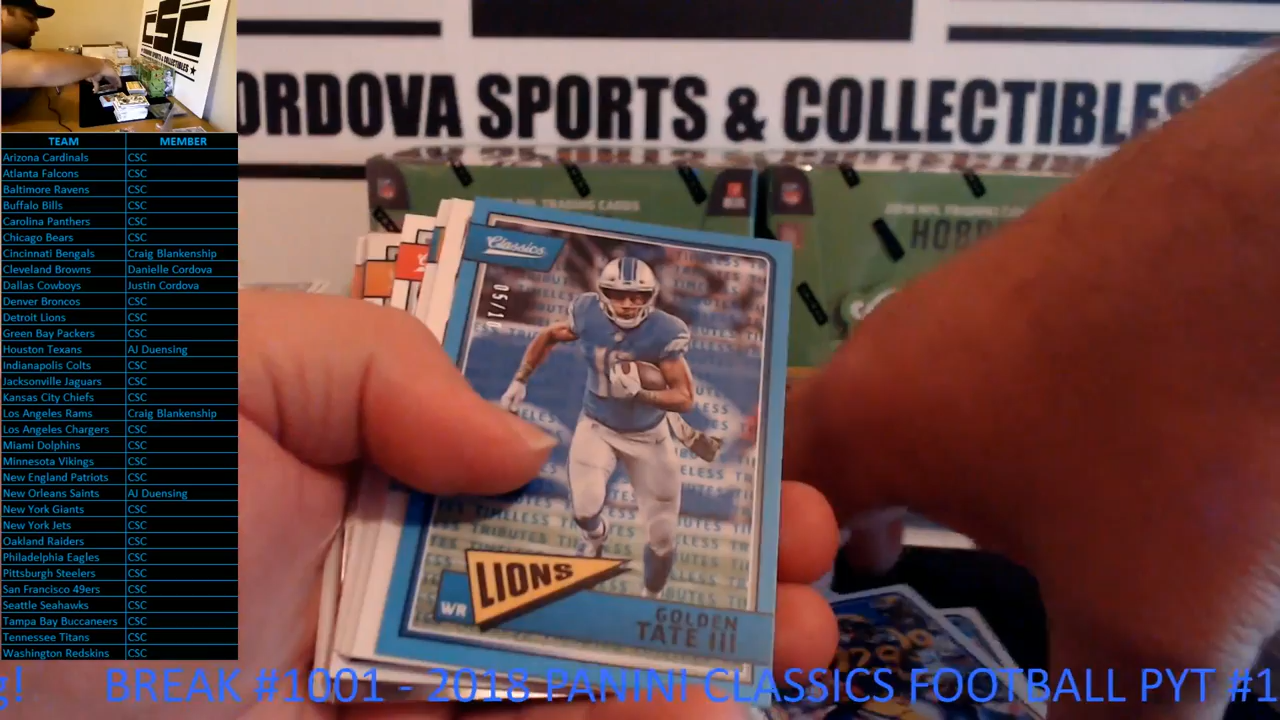 CSC
ORDOVA SPORTS & COLLECTIBLES
TEAM MEMBER
Arizona Cardinals CSC
Atlanta Falcons CSC
Baltimore Ravens CSC
Buffalo Bills CSC
Carolina Panthers CSC
Chicago Bears CSC
Cincinnati Bengals Craig Blankenship
Cleveland Browns Danielle Cordova
Dallas Cowboys Justin Cordova
Denver Broncos CSC
Detroit Lions CSC
Green Bay Packers CSC
Houston Texans AJ Duensing
Indianapolis Colts CSC
Jacksonville Jaguars CSC
Kansas City Chiefs CSC
Los Angeles Rams Craig Blankenship
Los Angeles Chargers CSC
Miami Dolphins CSC
Minnesota Vikings CSC
New England Patriots CSC
New Orleans Saints AJ Duensing
New York Giants CSC
New York Jets CSC
Oakland Raiders CSC
Philadelphia Eagles CSC
Pittsburgh Steelers CSC
San Francisco 49ers CSC
Seattle Seahawks CSC
Tampa Bay Buccaneers CSC
Tennessee Titans CSC
Washington Redskins CSC
TRADING CARDS
Classics
TIMELESS TRIBUTES
LIONS
WR
GOLDEN
TATE III
g! BREAK #1001 - 2018 PANINI CLASSICS FOOTBALL PYT #1